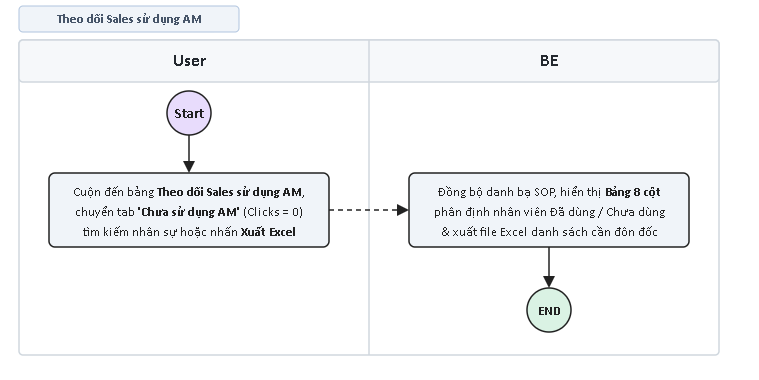 Theo dõi Sales sử dụng AM
User
BE
Start
Cuộn đến bảng Theo dõi Sales sử dụng AM,
chuyển tab 'Chưa sử dụng AM' (Clicks = 0)
tìm kiếm nhân sự hoặc nhấn Xuất Excel
Đồng bộ danh bạ SOP, hiển thị Bảng 8 cột
phân định nhân viên Đã dùng / Chưa dùng
& xuất file Excel danh sách cần đôn đốc
END